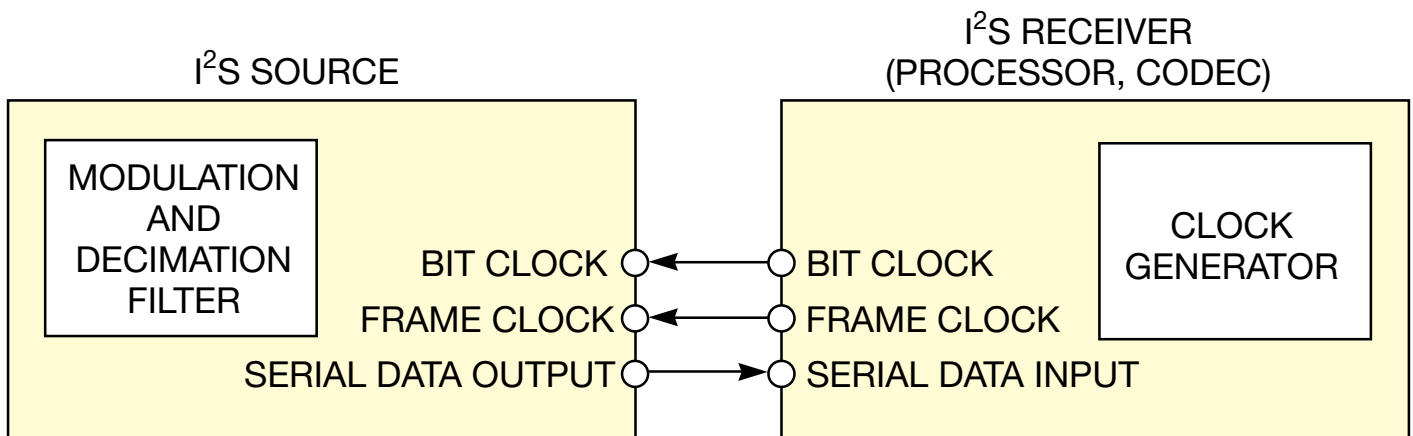 I²S SOURCE
I²S RECEIVER
(PROCESSOR, CODEC)
MODULATION
AND
DECIMATION
FILTER
BIT CLOCK
FRAME CLOCK
SERIAL DATA OUTPUT
BIT CLOCK
FRAME CLOCK
SERIAL DATA INPUT
CLOCK
GENERATOR